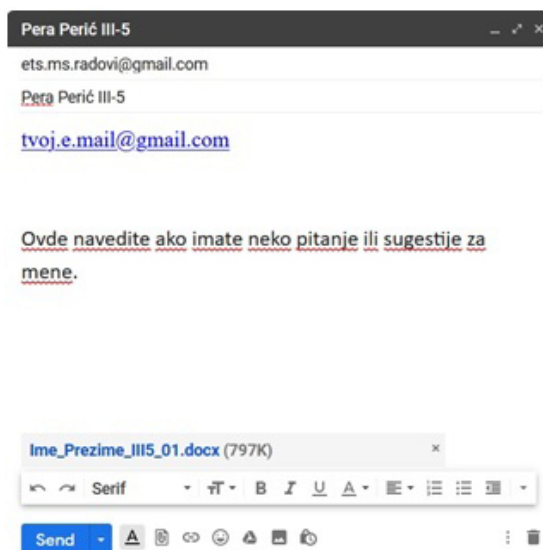 Pera Perić III-5
ets.ms.radovi@gmail.com
Pera Perić III-5
tvoj.e.mail@gmail.com
Ovde navedite ako imate neko pitanje ili sugestije za
mene.
Ime_Prezime_III5_01.docx (797K)
Serif
Send